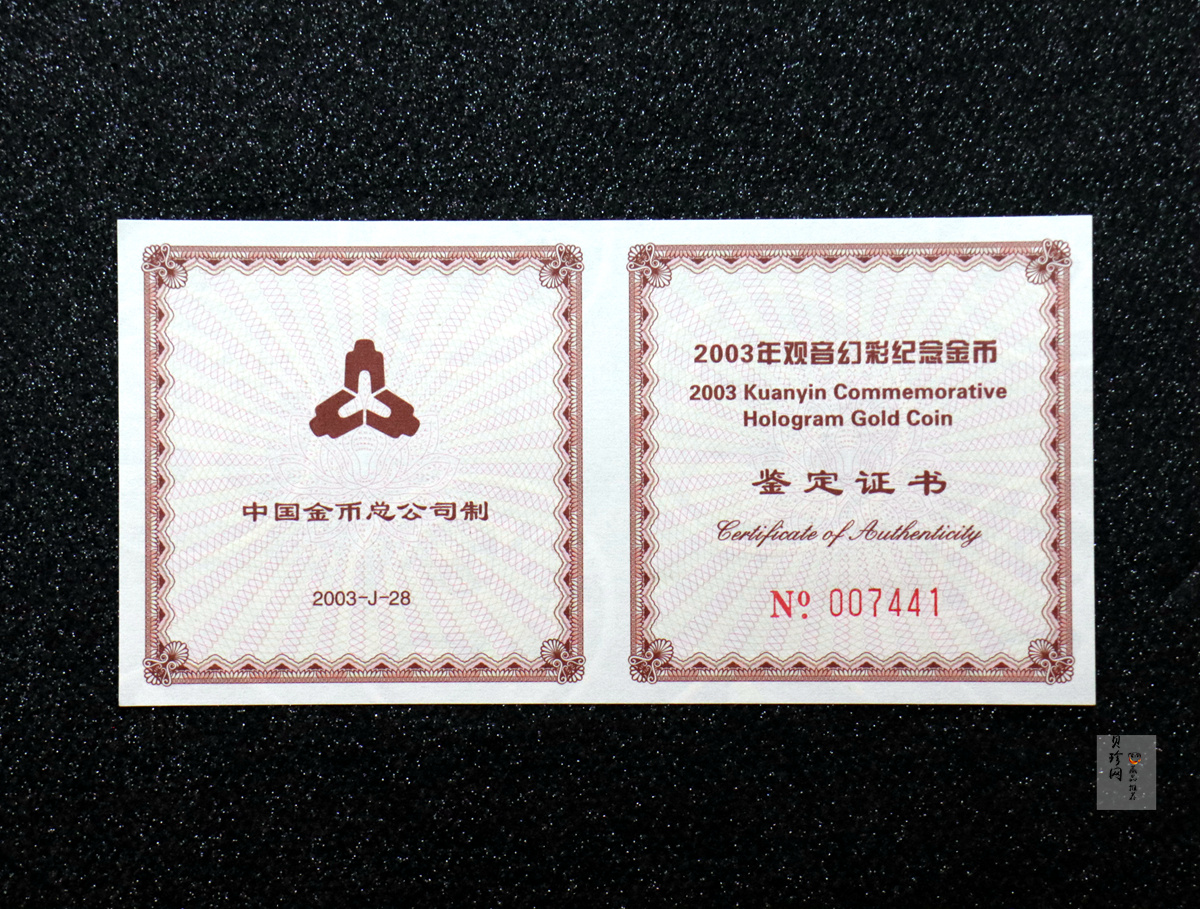 中国金币总公司制
2003-J-28
2003年观音幻彩纪念金币
2003 Kuanyin Commemorative
Hologram Gold Coin
鉴定证书
Certificate of Authenticity
Nº 007441